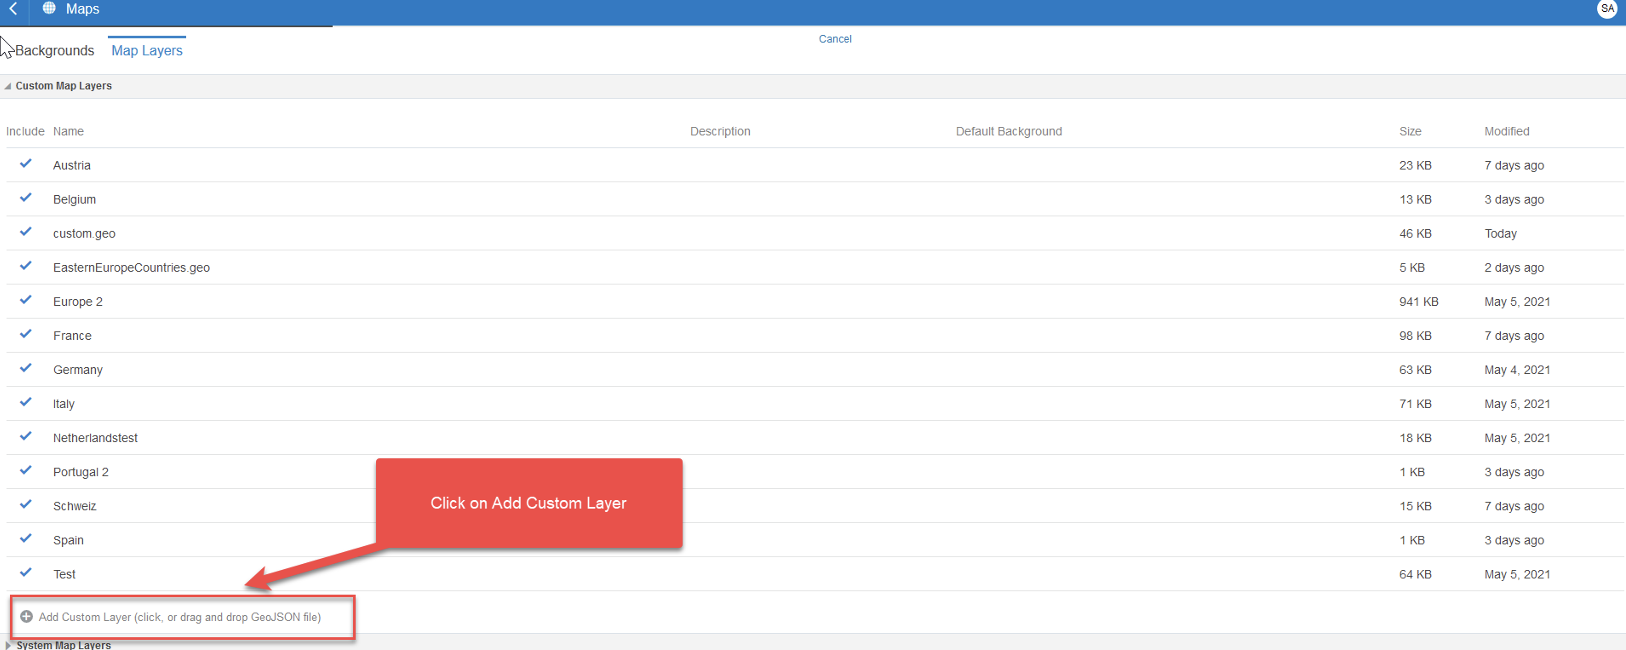 Maps SA
Cancel
Backgrounds Map Layers
Custom Map Layers
Include Name Description Default Background Size Modified
Austria 23 KB 7 days ago
Belgium 13 KB 3 days ago
custom.geo 46 KB Today
EasternEuropeCountries.geo 5 KB 2 days ago
Europe 2 941 KB May 5, 2021
France 98 KB 7 days ago
Germany 63 KB May 4, 2021
Italy 71 KB May 5, 2021
Netherlandstest 18 KB May 5, 2021
Portugal 2 1 KB 3 days ago
Click on Add Custom Layer
Schweiz 15 KB 7 days ago
Spain 1 KB 3 days ago
Test 64 KB May 5, 2021
Add Custom Layer (click, or drag and drop GeoJSON file)
System Map Layers